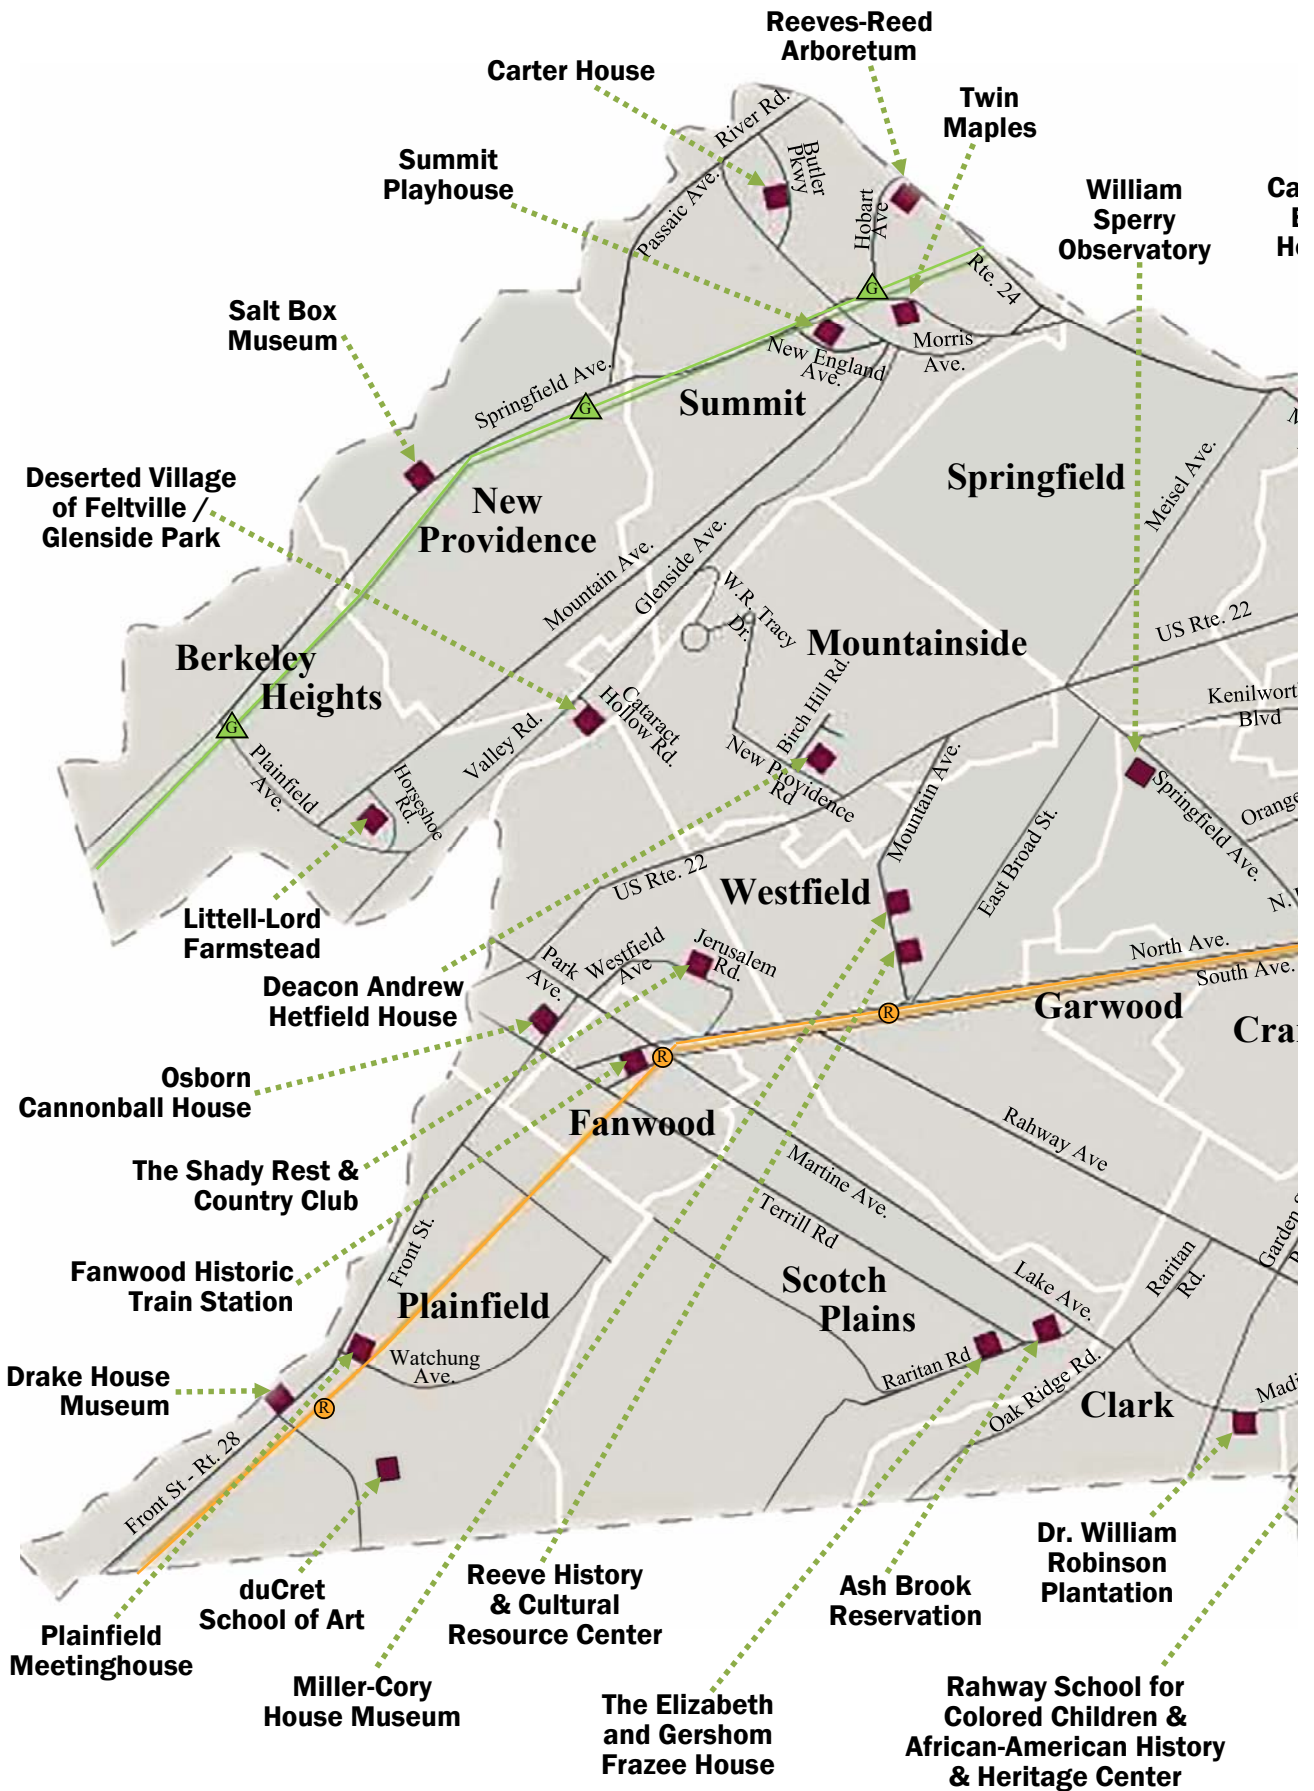 Reeves-Reed
Arboretum
Carter House
Twin
Maples
Summit
Playhouse
William
Sperry
Observatory
Salt Box
Museum
Deserted Village
of Feltville /
Glenside Park
River Rd.
Butler
Pkwy
Passaic Ave.
Hobart
Ave
Rte. 24
G
New England
Ave.
Morris
Ave.
Springfield Ave.
G
Summit
Springfield
Meisel Ave.
New
Providence
Mountain Ave.
Glenside Ave.
W.R. Tracy
Dr.
Mountainside
US Rte. 22
Berkeley
Heights
G
Cataract
Hollow Rd.
Birch Hill Rd.
Kenilwort
Blvd
Valley Rd.
New Providence
Rd
Plainfield
Ave.
Horseshoe
Rd.
Mountain Ave.
Springfield Ave.
Orange
US Rte. 22
Westfield
East Broad St.
N.
Littell-Lord
Farmstead
Park
Ave.
Westfield
Ave
Jerusalem
Rd.
North Ave.
South Ave.
Deacon Andrew
Hetfield House
R
Garwood
Cra
R
Osborn
Cannonball House
Fanwood
Rahway Ave
The Shady Rest &
Country Club
Martine Ave.
Terrill Rd
Front St.
Fanwood Historic
Train Station
Raritan
Rd.
Garden
Scotch
Plains
Lake Ave.
Plainfield
Watchung
Ave.
Raritan Rd
Oak Ridge Rd.
Drake House
Museum
R
Clark
Madi
Front St - Rt. 28
Dr. William
Robinson
Plantation
duCret
School of Art
Reeve History
& Cultural
Resource Center
Ash Brook
Reservation
Plainfield
Meetinghouse
Miller-Cory
House Museum
The Elizabeth
and Gershom
Frazee House
Rahway School for
Colored Children &
African-American History
& Heritage Center